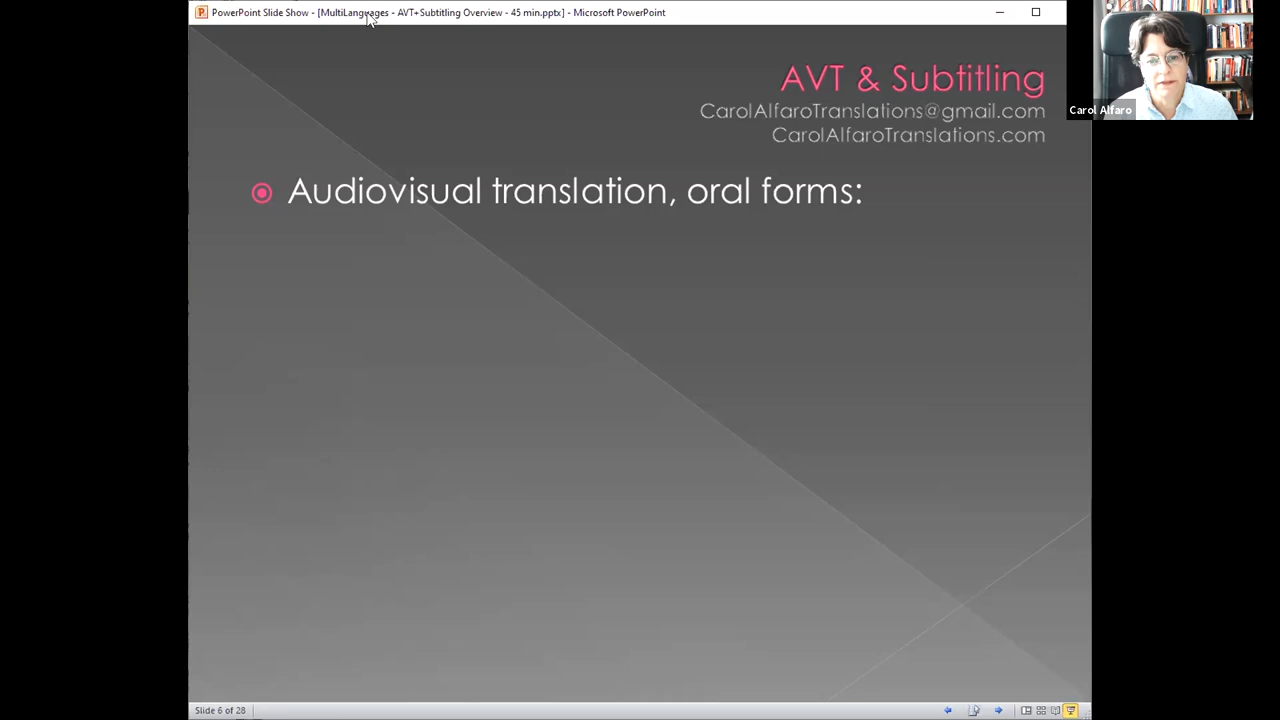 PowerPoint Slide Show - [MultiLanguages - AVT+Subtitling Overview - 45 min.pptx] - Microsoft PowerPoint
AVT & Subtitling
CarolAlfaroTranslations@gmail.com
CarolAlfaroTranslations.com
Carol Alfaro
Audiovisual translation, oral forms:
Slide 6 of 28